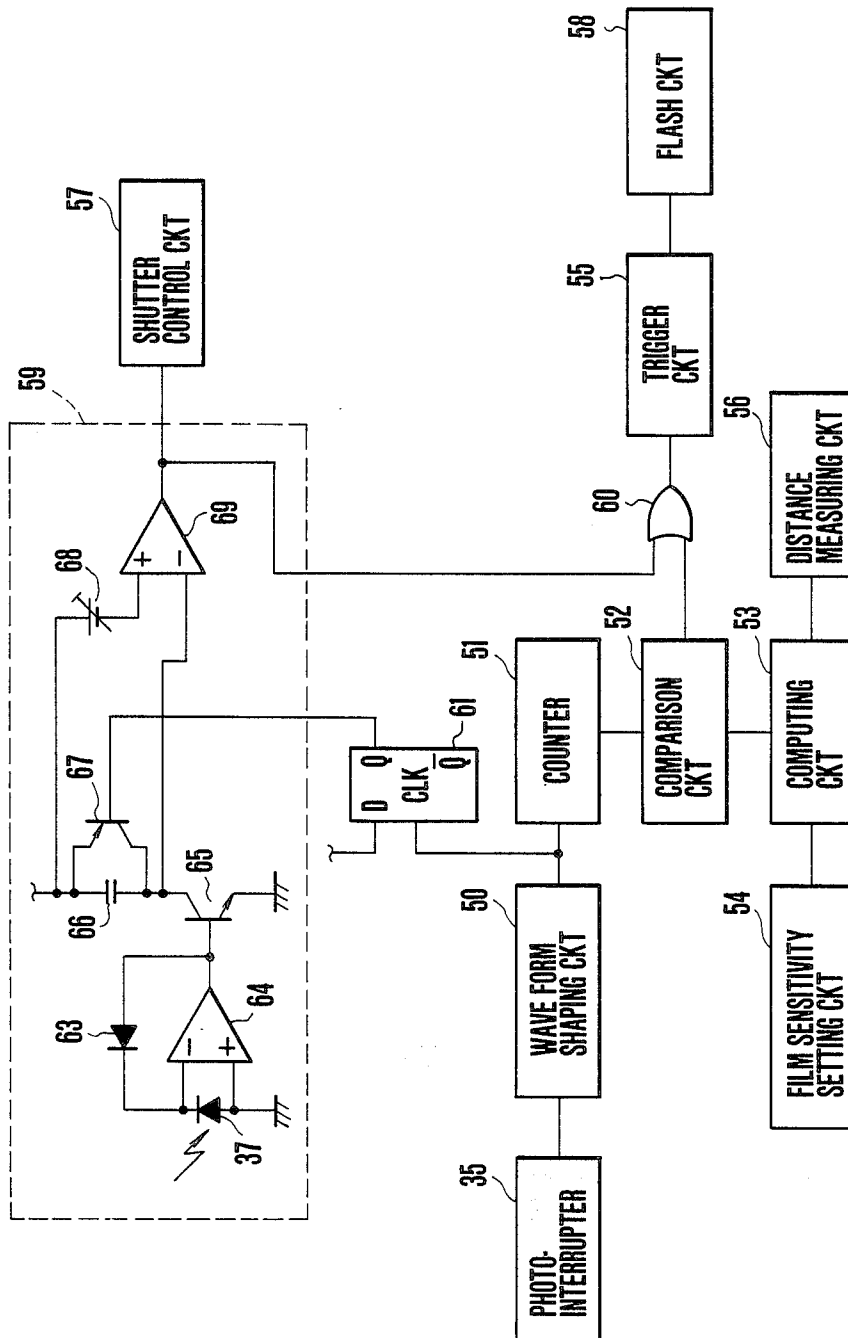 59
57
SHUTTER
CONTROL CKT
63
64
37
65
66
67
68
+
−
69
−
+
58
FLASH CKT
55
TRIGGER
CKT
60
61
D Q
CLK
Q̅
35
PHOTO-
INTERRUPTER
50
WAVE FORM
SHAPING CKT
51
COUNTER
52
COMPARISON
CKT
54
FILM SENSITIVITY
SETTING CKT
53
COMPUTING
CKT
56
DISTANCE
MEASURING CKT